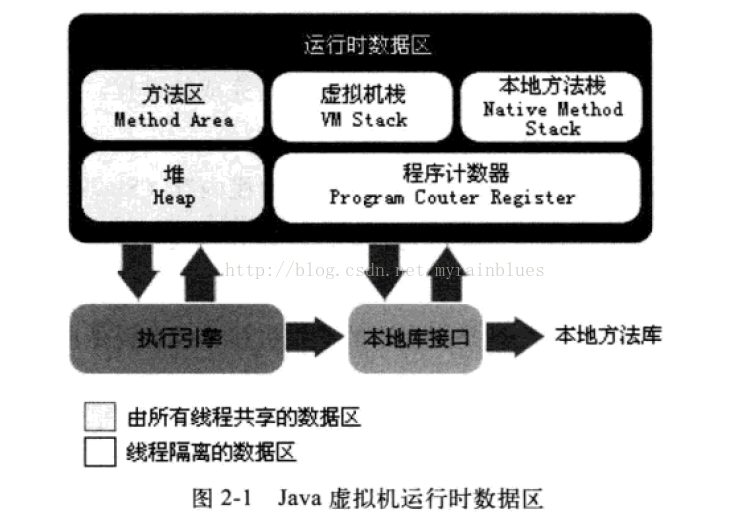 运行时数据区
方法区
Method Area
虚拟机栈
VM Stack
本地方法栈
Native Method
Stack
堆
Heap
程序计数器
Program Couter Register
http://blog.csdn.net/myrainblues
执行引擎
本地库接口
本地方法库
由所有线程共享的数据区
线程隔离的数据区
图 2-1 Java 虚拟机运行时数据区